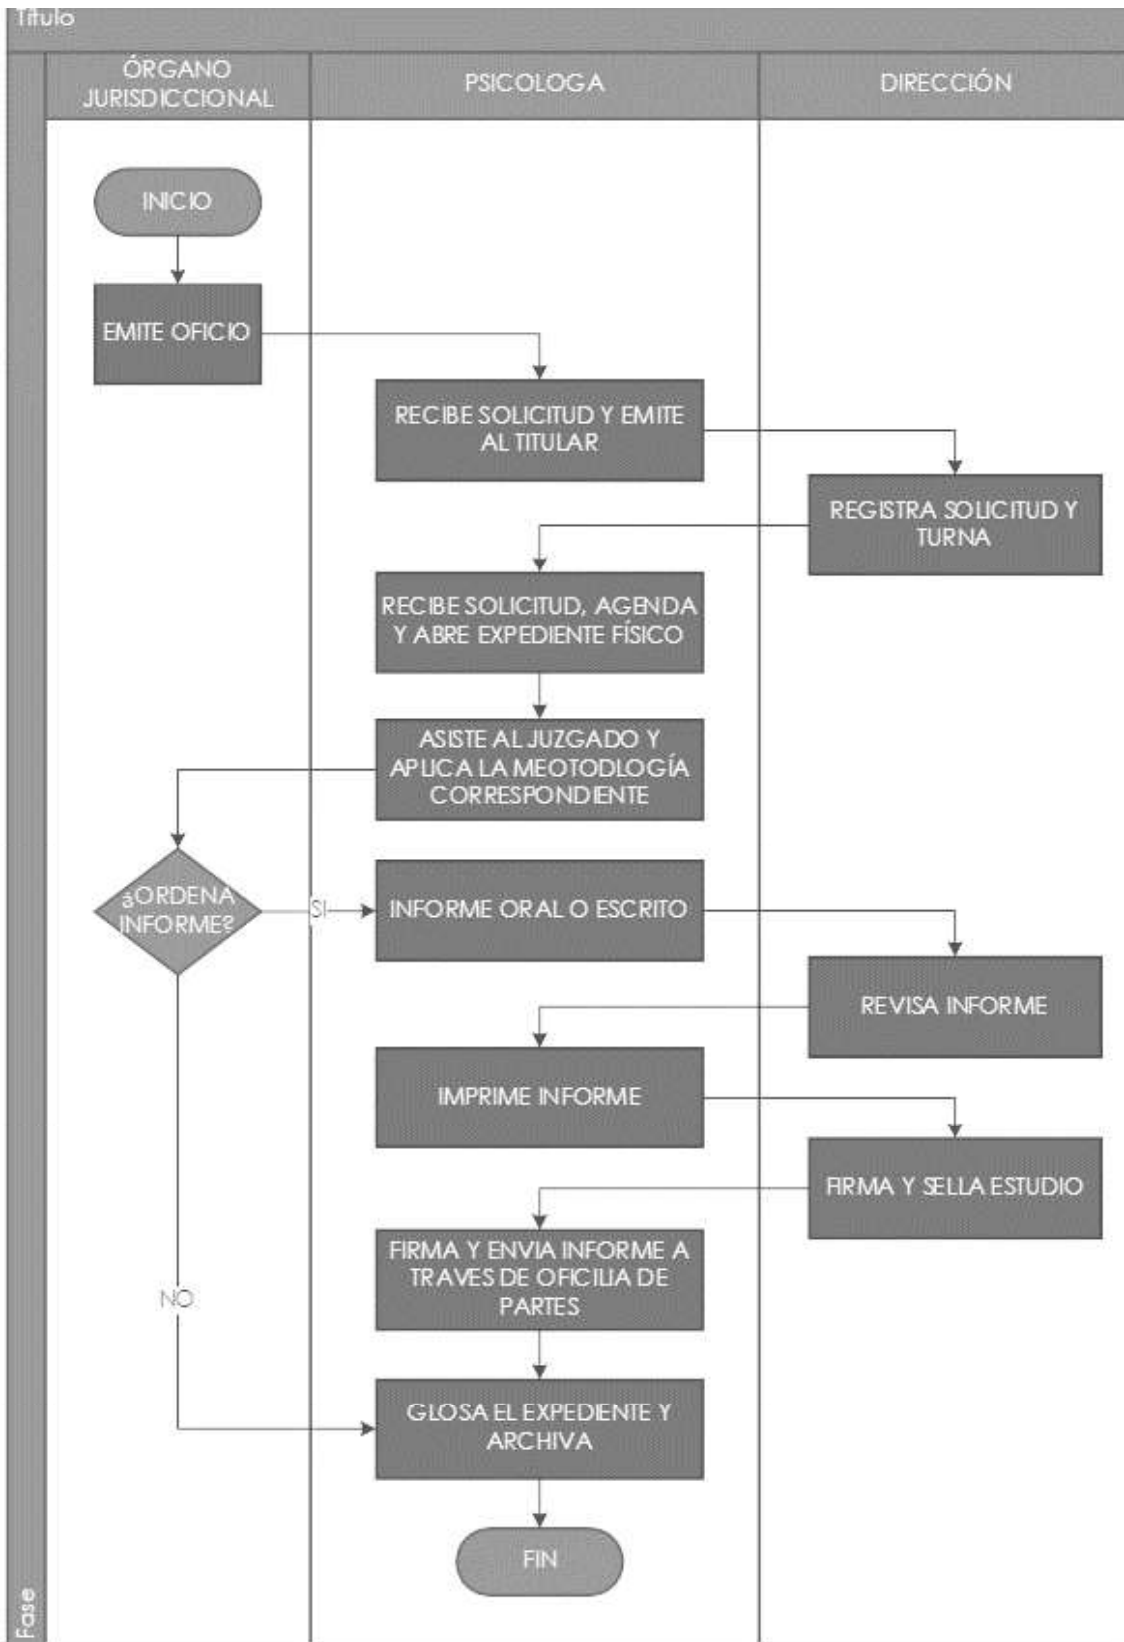 Título
ÓRGANO
JURISDICCIONAL
PSICOLOGA
DIRECCIÓN
INICIO
EMITE OFICIO
RECIBE SOLICITUD Y EMITE
AL TITULAR
REGISTRA SOLICITUD Y
TURNA
RECIBE SOLICITUD, AGENDA
Y ABRE EXPEDIENTE FÍSICO
ASISTE AL JUZGADO Y
APLICA LA MEOTODLOGÍA
CORRESPONDIENTE
¿ORDENA
INFORME?
SI
INFORME ORAL O ESCRITO
REVISA INFORME
IMPRIME INFORME
FIRMA Y SELLA ESTUDIO
FIRMA Y ENVIA INFORME A
TRAVES DE OFICILIA DE
PARTES
NO
GLOSA EL EXPEDIENTE Y
ARCHIVA
FIN
Fase